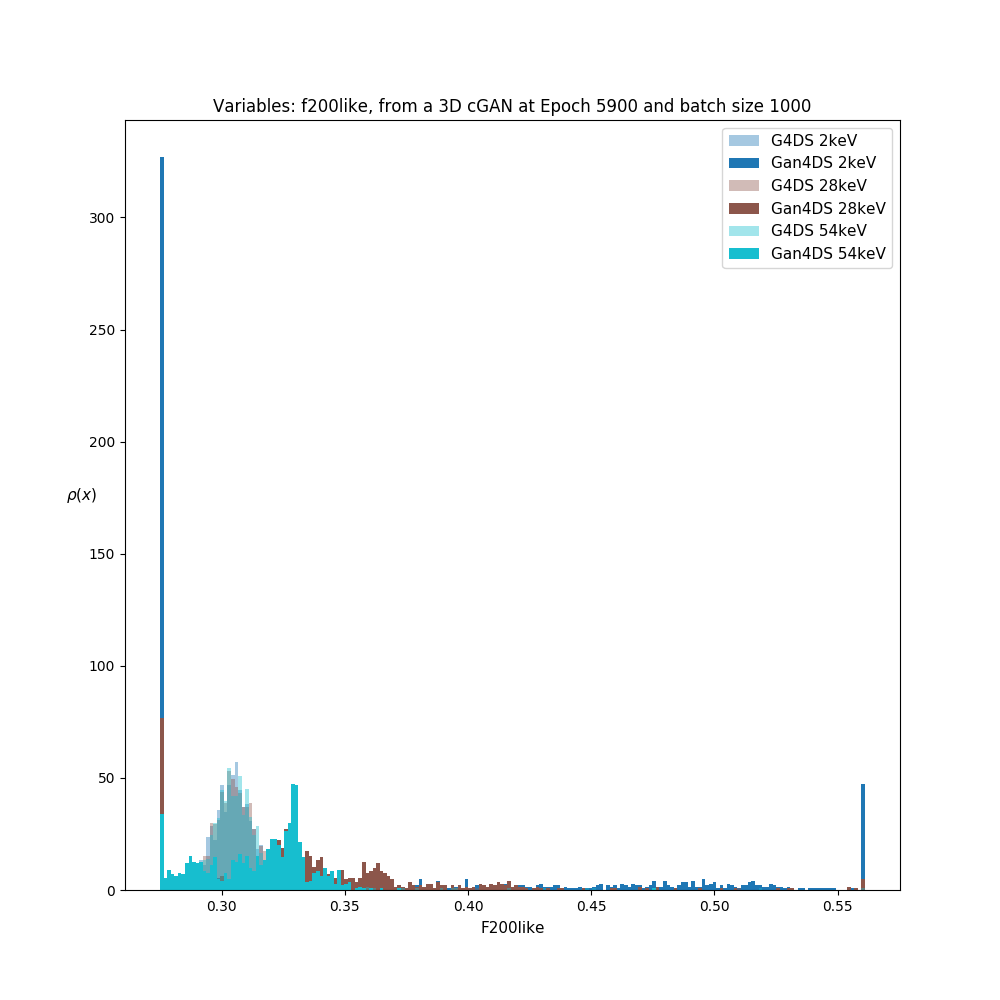 Variables: f200like, from a 3D cGAN at Epoch 5900 and batch size 1000
G4DS 2keV
Gan4DS 2keV
G4DS 28keV
Gan4DS 28keV
G4DS 54keV
Gan4DS 54keV
300
250
200
ρ(x)
150
100
50
0
0.30 0.35 0.40 0.45 0.50 0.55
F200like